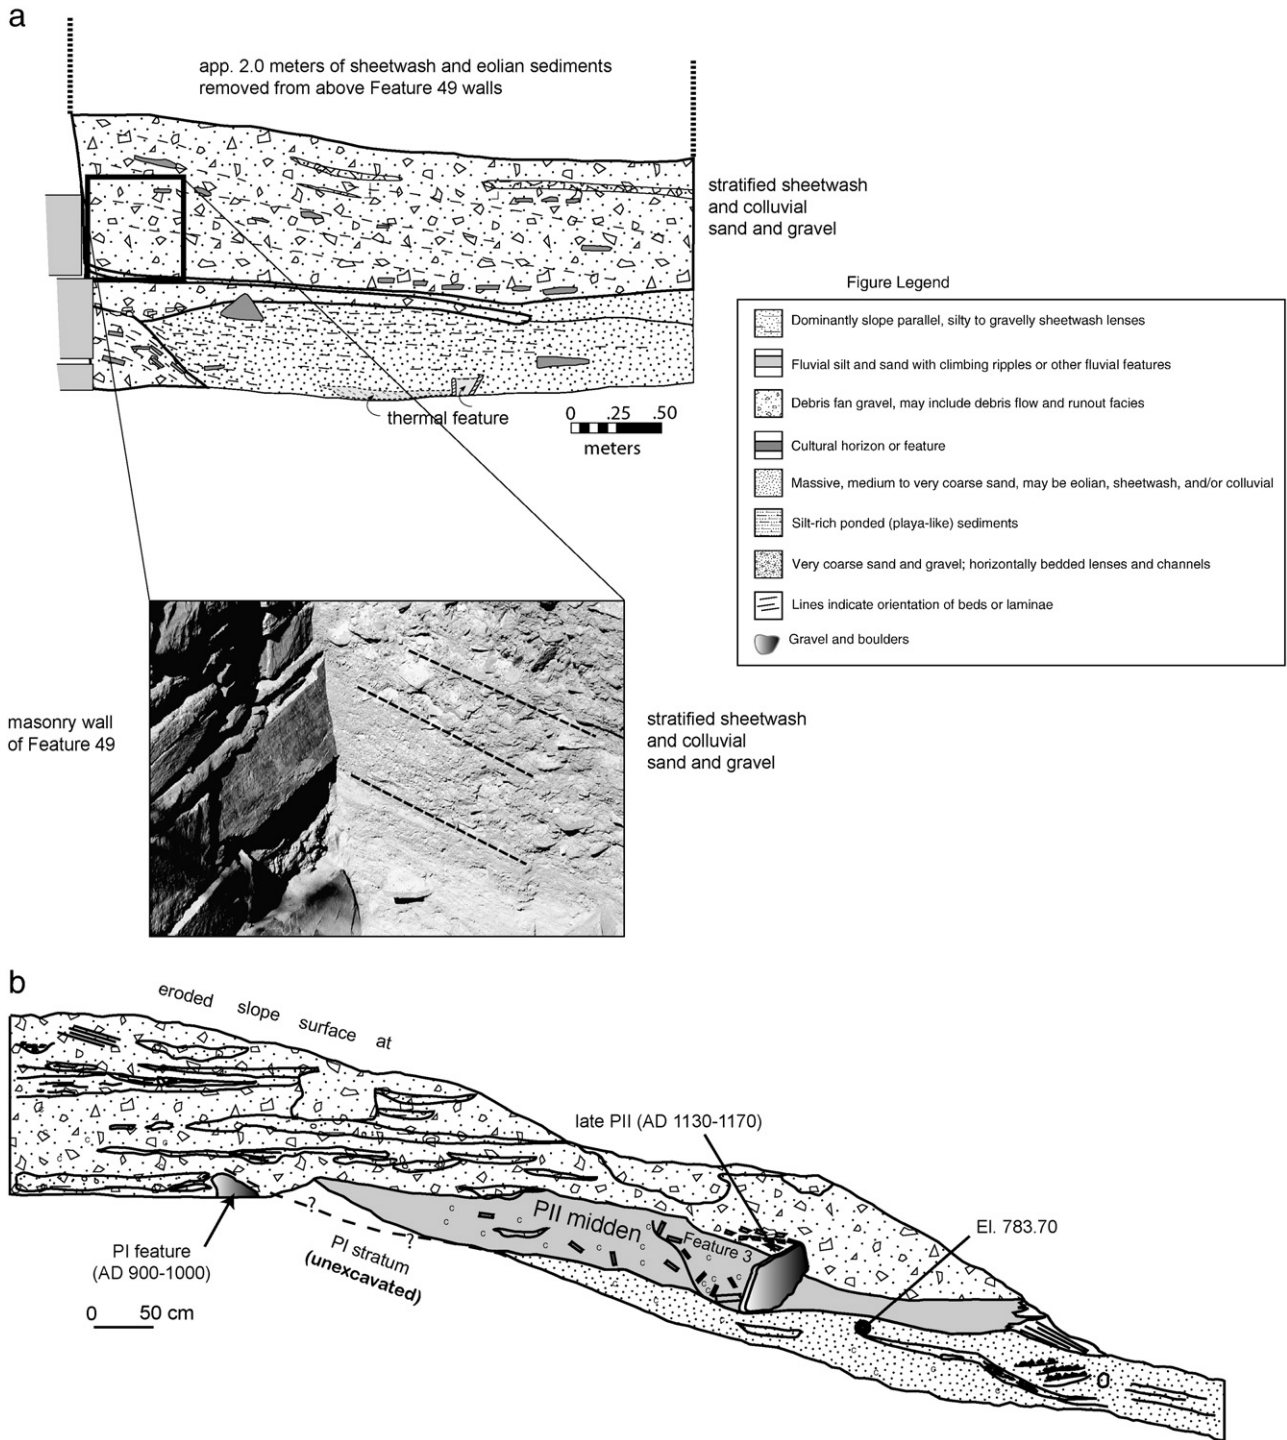 a
app. 2.0 meters of sheetwash and eolian sediments
removed from above Feature 49 walls
stratified sheetwash
and colluvial
sand and gravel
thermal feature
0 .25 .50
meters
Figure Legend
Dominantly slope parallel, silty to gravelly sheetwash lenses
Fluvial silt and sand with climbing ripples or other fluvial features
Debris fan gravel, may include debris flow and runout facies
Cultural horizon or feature
Massive, medium to very coarse sand, may be eolian, sheetwash, and/or colluvial
Silt-rich ponded (playa-like) sediments
Very coarse sand and gravel; horizontally bedded lenses and channels
Lines indicate orientation of beds or laminae
Gravel and boulders
masonry wall
of Feature 49
stratified sheetwash
and colluvial
sand and gravel
b
eroded slope surface at
late PII (AD 1130-1170)
El. 783.70
PII midden
Feature 3
?
?
PI stratum
(unexcavated)
PI feature
(AD 900-1000)
0 50 cm